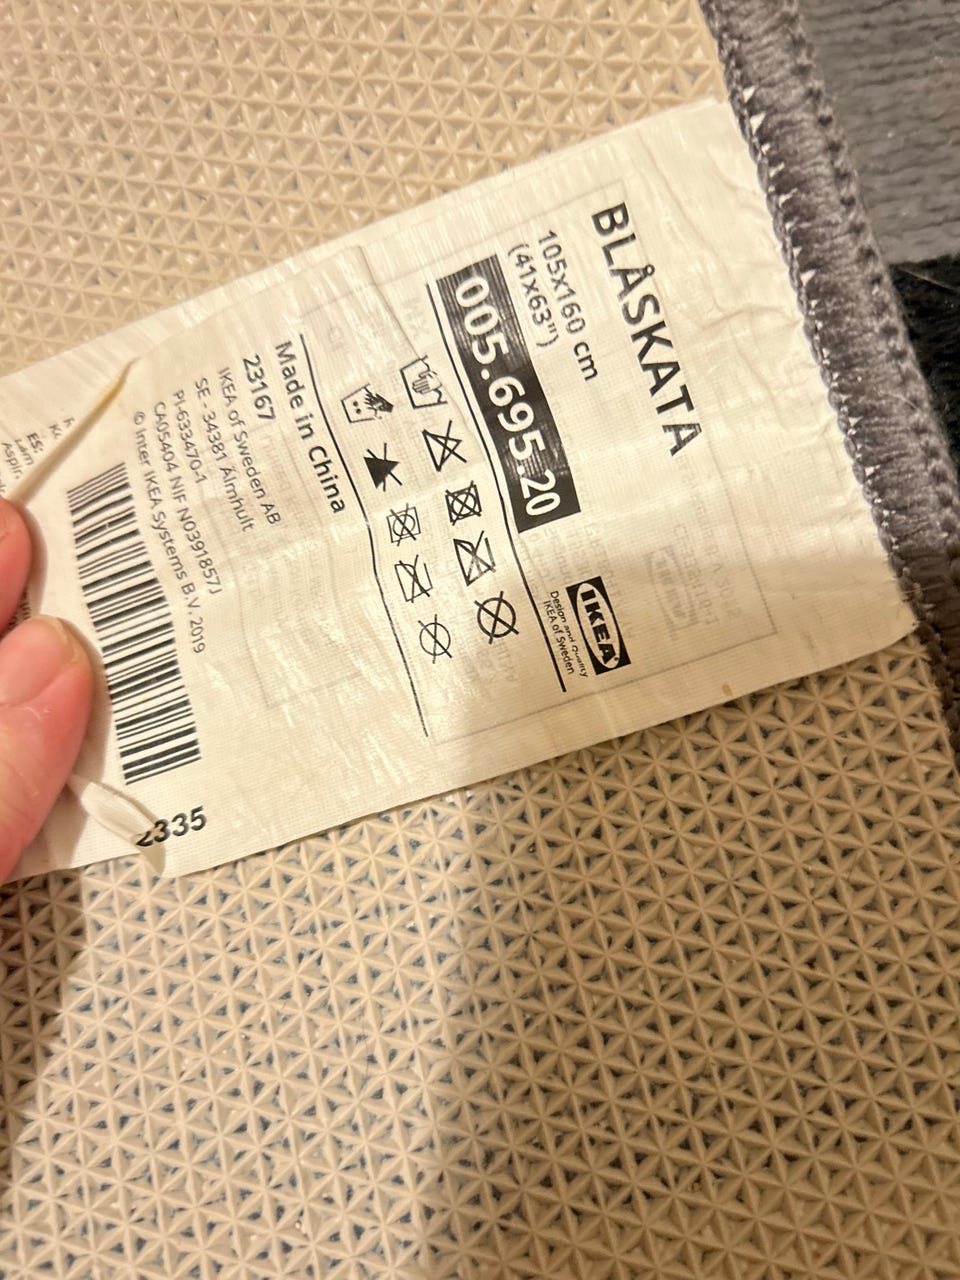 BLÅSKATA
105x160 cm
(41x63")
005.695.20
IKEA
Design and Quality
IKEA of Sweden
Made in China
23167
IKEA of Sweden AB
SE - 34381 Älmhult
PI-633470-1
CA05404 NIF N0391857J
© Inter IKEA Systems B.V. 2019
2335
ES: